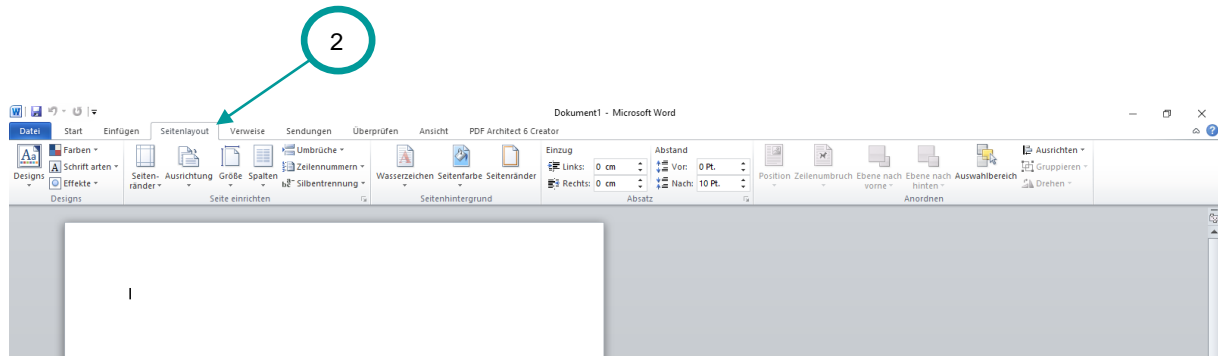 2
W
Dokument1 - Microsoft Word
Datei Start Einfügen Seitenlayout Verweise Sendungen Überprüfen Ansicht PDF Architect 6 Creator
Aa Farben Umbrüche Einzug Abstand Ausrichten
A Schriftarten Zeilennummern A Links: 0 cm Vor: 0 Pt. Gruppieren
Designs Effekte Seiten- Ausrichtung Größe Spalten Silbentrennung Wasserzeichen Seitenfarbe Seitenränder Rechts: 0 cm Nach: 10 Pt. Position Zeilenumbruch Ebene nach Ebene nach Auswahlbereich Drehen
ränder vorne hinten
Designs Seite einrichten Seitenhintergrund Absatz Anordnen